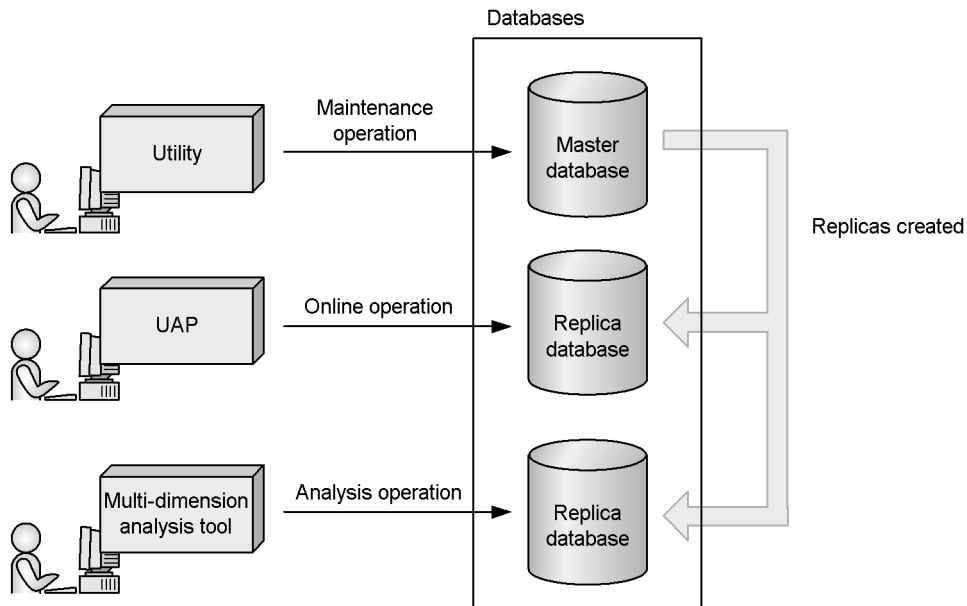 Databases
Maintenance
operation
Utility
Master
database
Replicas created
Online operation
UAP
Replica
database
Analysis operation
Multi-dimension
analysis tool
Replica
database